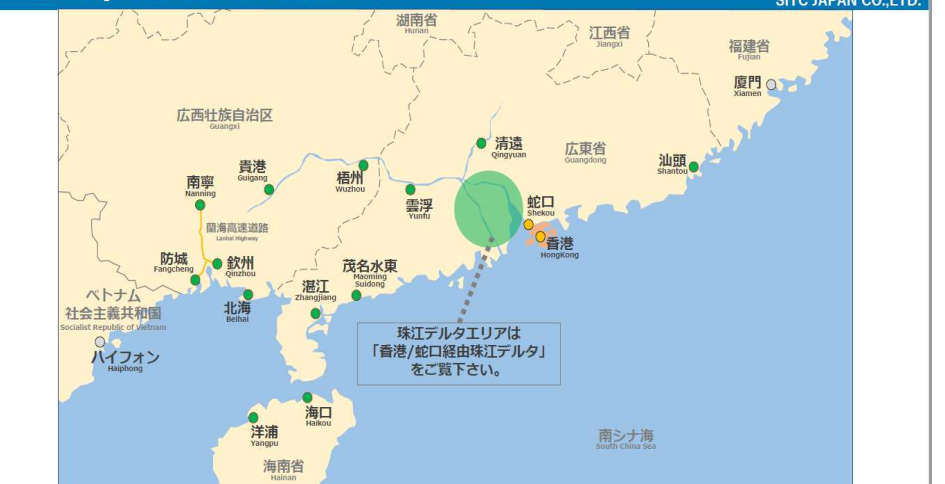 SITC JAPAN CO.,LTD.
湖南省
Hunan
江西省
Jiangxi
福建省
Fujian
廈門
Xiamen
広西壮族自治区
Guangxi
清遠
Qingyuan
広東省
Guangdong
汕頭
Shantou
貴港
Guigang
梧州
Wuzhou
南寧
Nanning
雲浮
Yunfu
蛇口
Shekou
蘭海高速道路
Lanhai Highway
香港
HongKong
防城
Fangcheng
欽州
Qinzhou
茂名水東
Maoming
Suidong
湛江
Zhangjiang
北海
Beihai
ベトナム
社会主義共和国
Socialist Republic of Vietnam
ハイフォン
Haiphong
珠江デルタエリアは
「香港/蛇口経由珠江デルタ」
をご覧下さい。
海口
Haikou
洋浦
Yangpu
南シナ海
South China Sea
海南省
Hainan